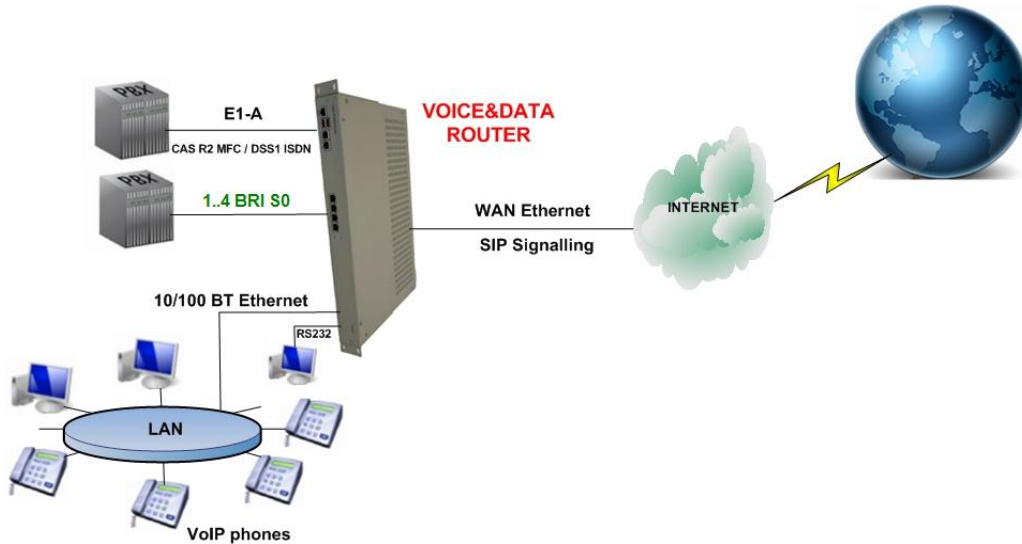 PBX
E1-A
CAS R2 MFC / DSS1 ISDN
VOICE&DATA
ROUTER
PBX
1..4 BRI S0
WAN Ethernet
SIP Signalling
INTERNET
10/100 BT Ethernet
RS232
LAN
VoIP phones